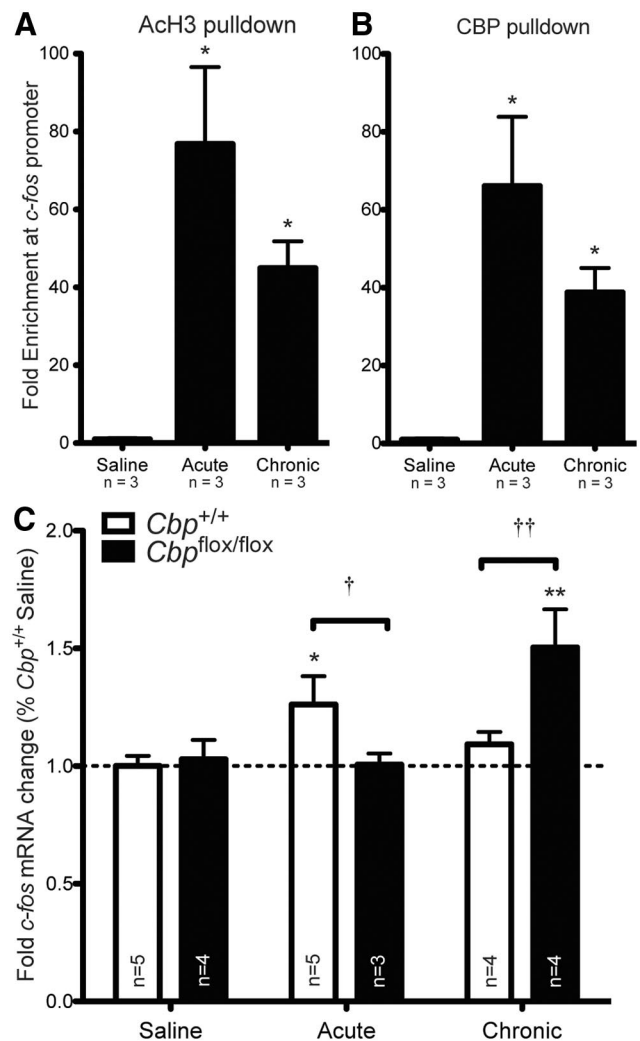 A
AcH3 pulldown
Fold Enrichment at c-fos promoter
100
80
60
40
20
0
*
*
Saline
n = 3
Acute
n = 3
Chronic
n = 3
B
CBP pulldown
100
80
60
40
20
0
*
*
Saline
n = 3
Acute
n = 3
Chronic
n = 3
C
Cbp+/+
Cbpflox/flox
Fold c-fos mRNA change (% Cbp+/+ Saline)
2.0
1.5
1.0
0.5
0.0
*
†
††
**
n=5
n=4
n=5
n=3
n=4
n=4
Saline
Acute
Chronic